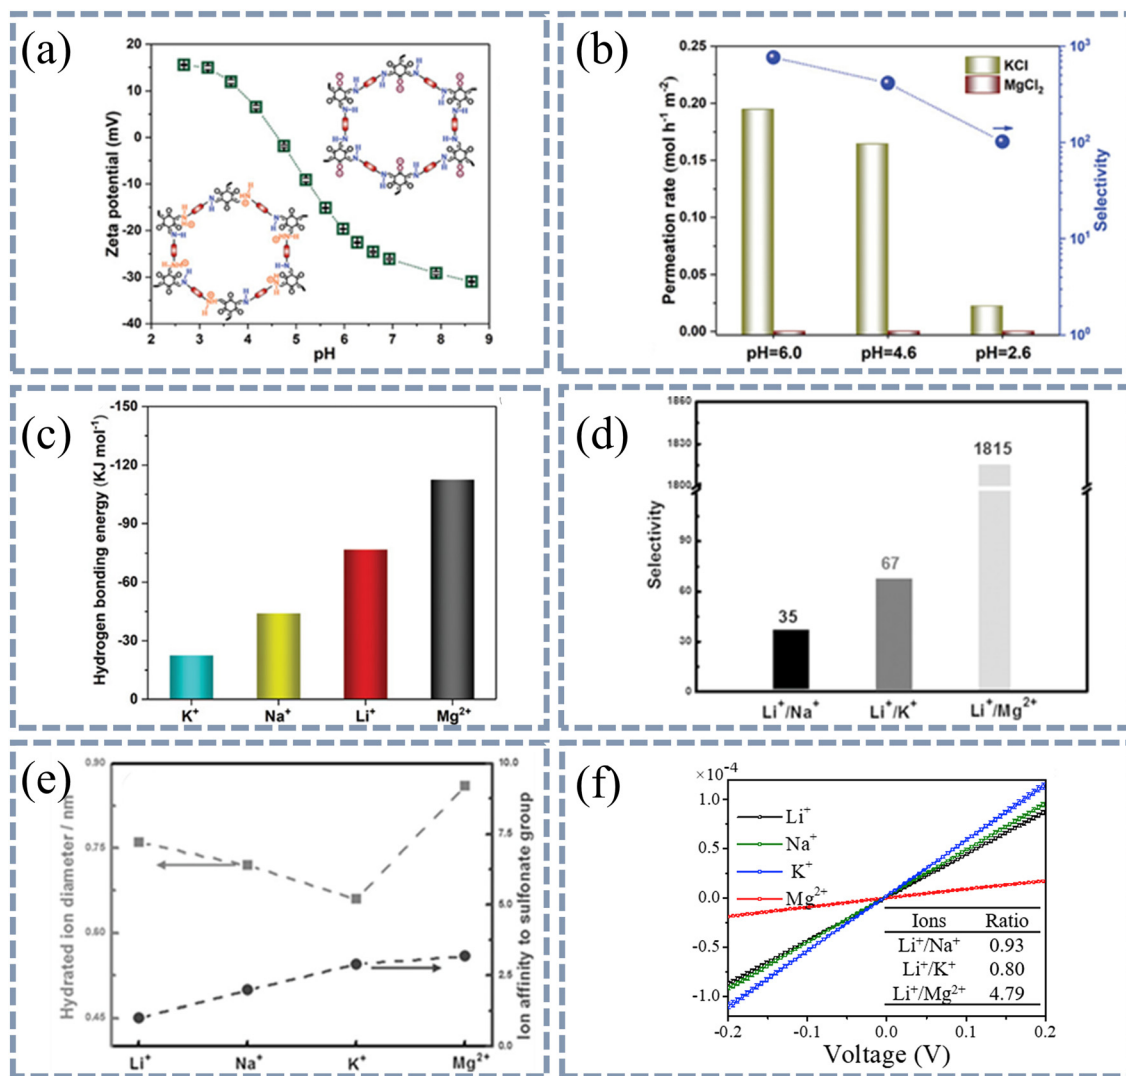 (a)
20
10
0
-10
-20
-30
-40
Zeta potential (mV)
2 3 4 5 6 7 8 9
pH
(b)
0.25
0.20
0.15
0.10
0.05
0.00
Permeation rate (mol h⁻¹ m⁻²)
KCl
MgCl₂
10³
10²
10¹
10⁰
Selectivity
pH=6.0 pH=4.6 pH=2.6
(c)
-150
-120
-90
-60
-30
0
Hydrogen bonding energy (KJ mol⁻¹)
K⁺ Na⁺ Li⁺ Mg²⁺
(d)
1860
1830
1800
90
60
30
0
Selectivity
35
67
1815
Li⁺/Na⁺ Li⁺/K⁺ Li⁺/Mg²⁺
(e)
0.90
0.75
0.60
0.45
Hydrated ion diameter / nm
10.0
7.5
5.0
2.5
0.0
Ion affinity to sulfonate group
Li⁺ Na⁺ K⁺ Mg²⁺
(f)
×10⁻⁴
1.0
0.5
0.0
-0.5
-1.0
Li⁺
Na⁺
K⁺
Mg²⁺
Ions Ratio
Li⁺/Na⁺ 0.93
Li⁺/K⁺ 0.80
Li⁺/Mg²⁺ 4.79
-0.2 0.0 0.1 0.2
Voltage (V)